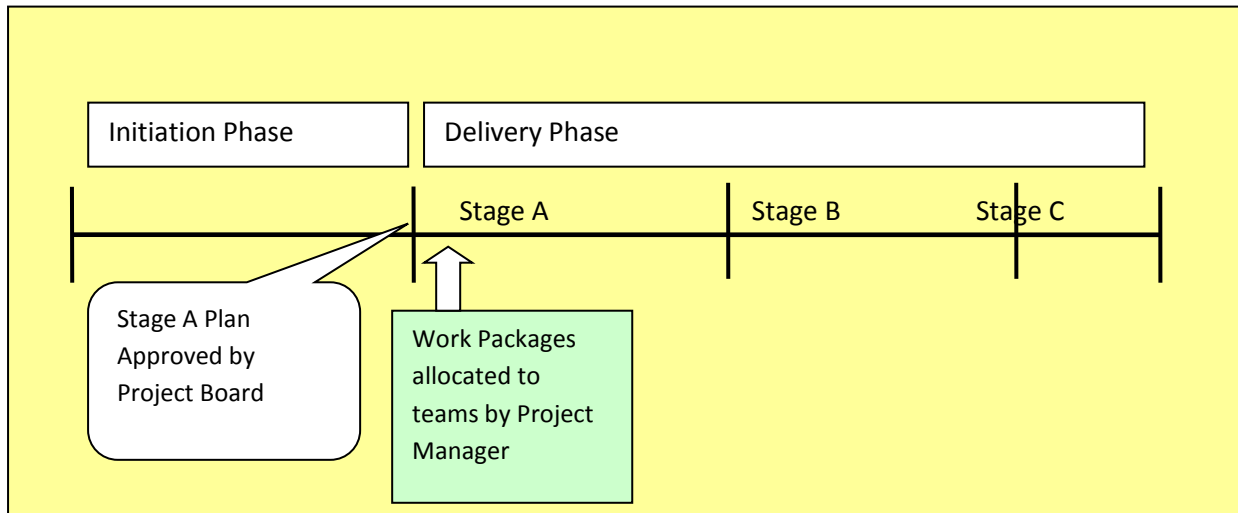 Initiation Phase
Delivery Phase
Stage A
Stage B
Stage C
Stage A Plan
Approved by
Project Board
Work Packages
allocated to
teams by Project
Manager